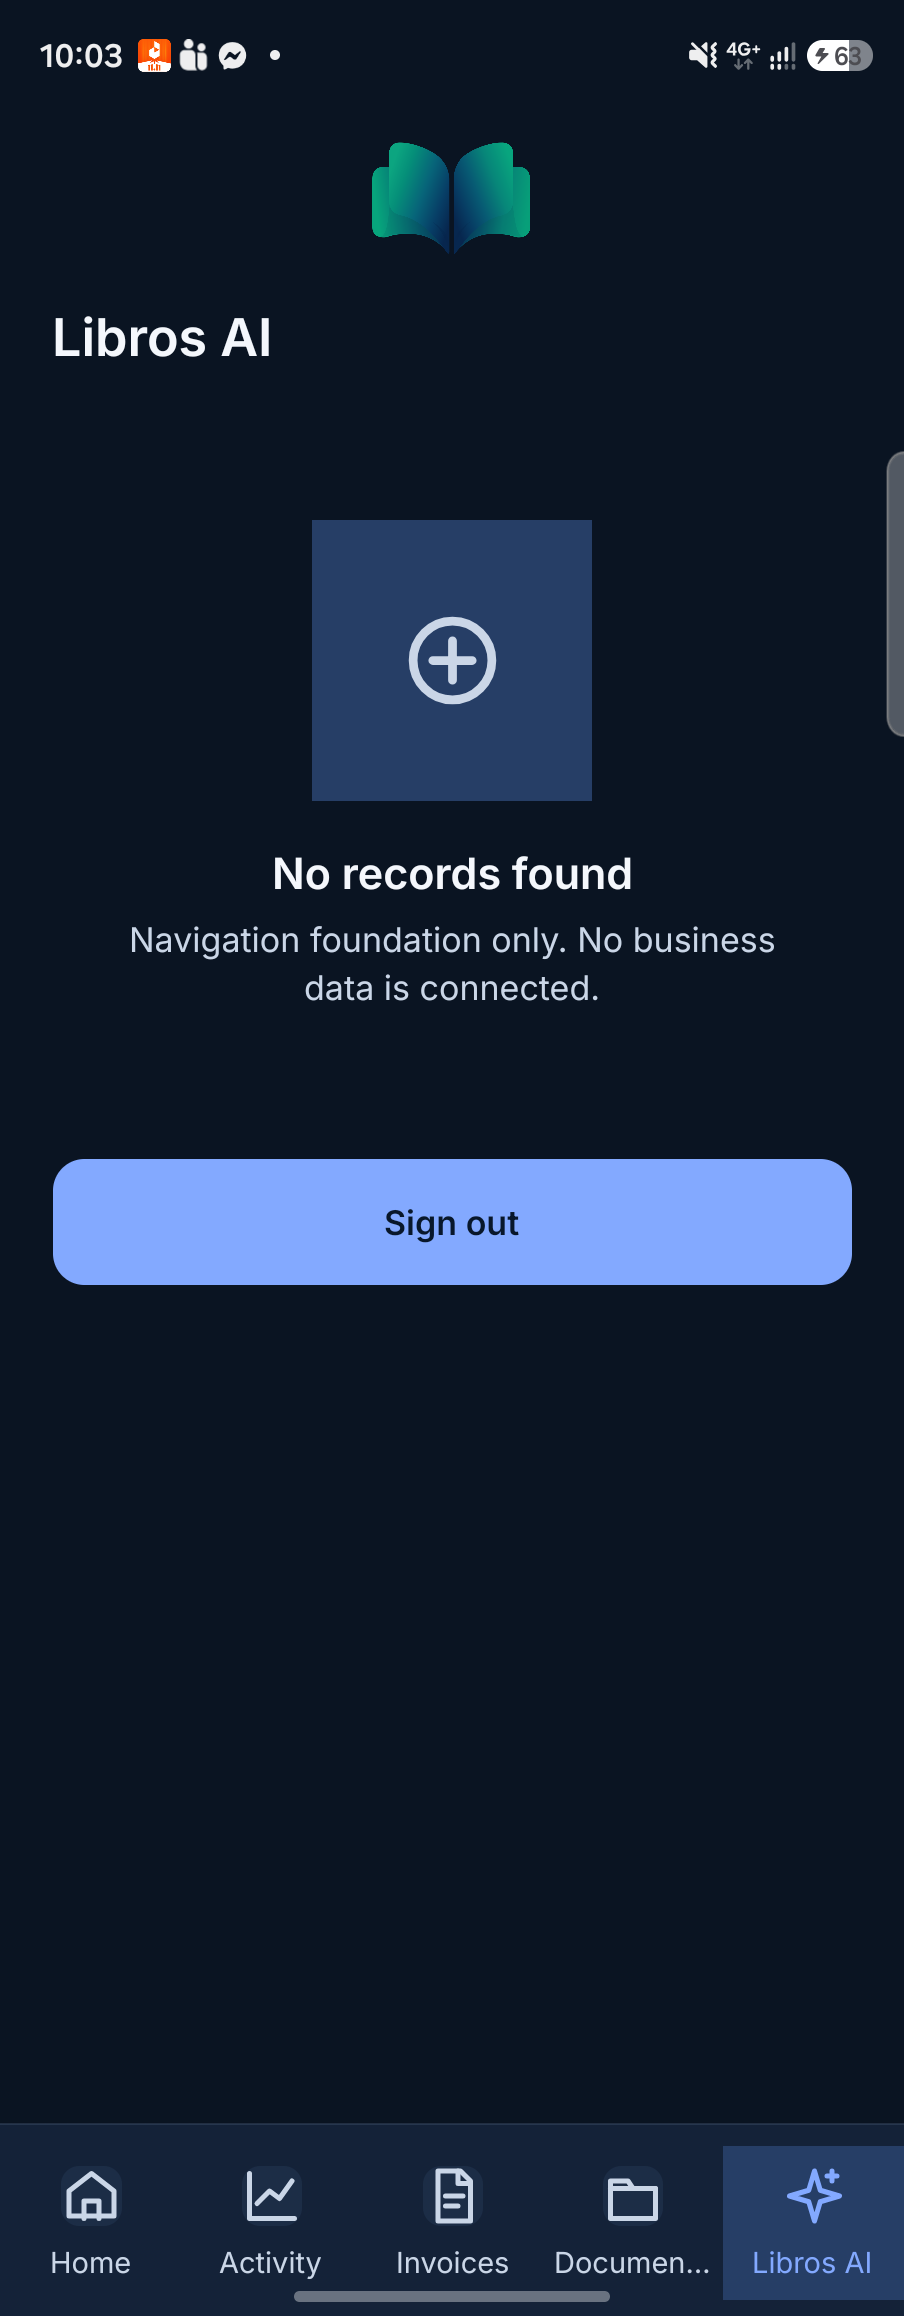 10:03
4G+
63
Libros AI
No records found
Navigation foundation only. No business
data is connected.
Sign out
Home
Activity
Invoices
Documen...
Libros AI